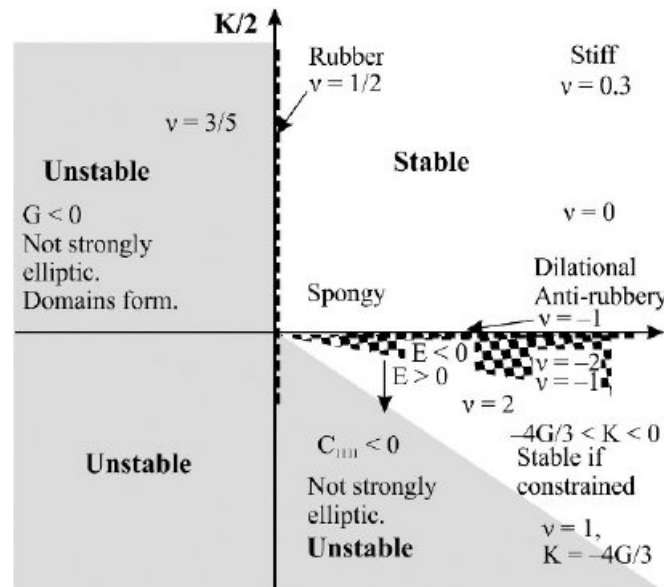 K/2
Rubber
ν = 1/2
Stiff
ν = 0.3
ν = 3/5
Unstable
Stable
G < 0
Not strongly
elliptic.
Domains form.
ν = 0
Spongy
Dilational
Anti-rubbery
ν = –1
E < 0
E > 0
ν = –2
ν = –1
ν = 2
–4G/3 < K < 0
Stable if
constrained
Unstable
C₁₁₁₁ < 0
Not strongly
elliptic.
Unstable
ν = 1,
K = –4G/3